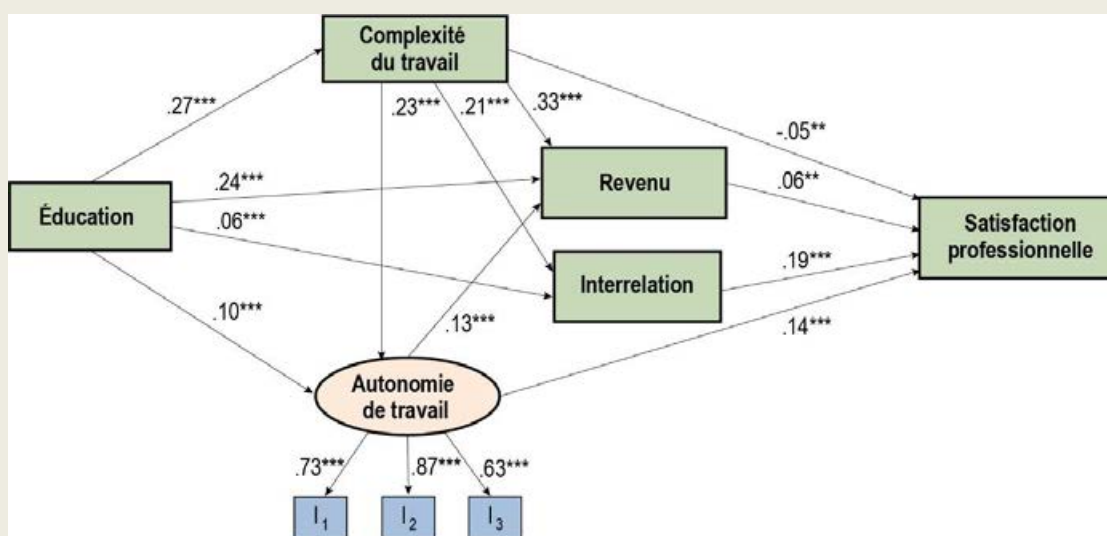 Complexité
du travail
.27***
.23***
.21***
.33***
-.05**
.24***
Revenu
.06**
Éducation
.06***
Satisfaction
professionnelle
Interrelation
.19***
.10***
.13***
.14***
Autonomie
de travail
.73***
.87***
.63***
I1
I2
I3